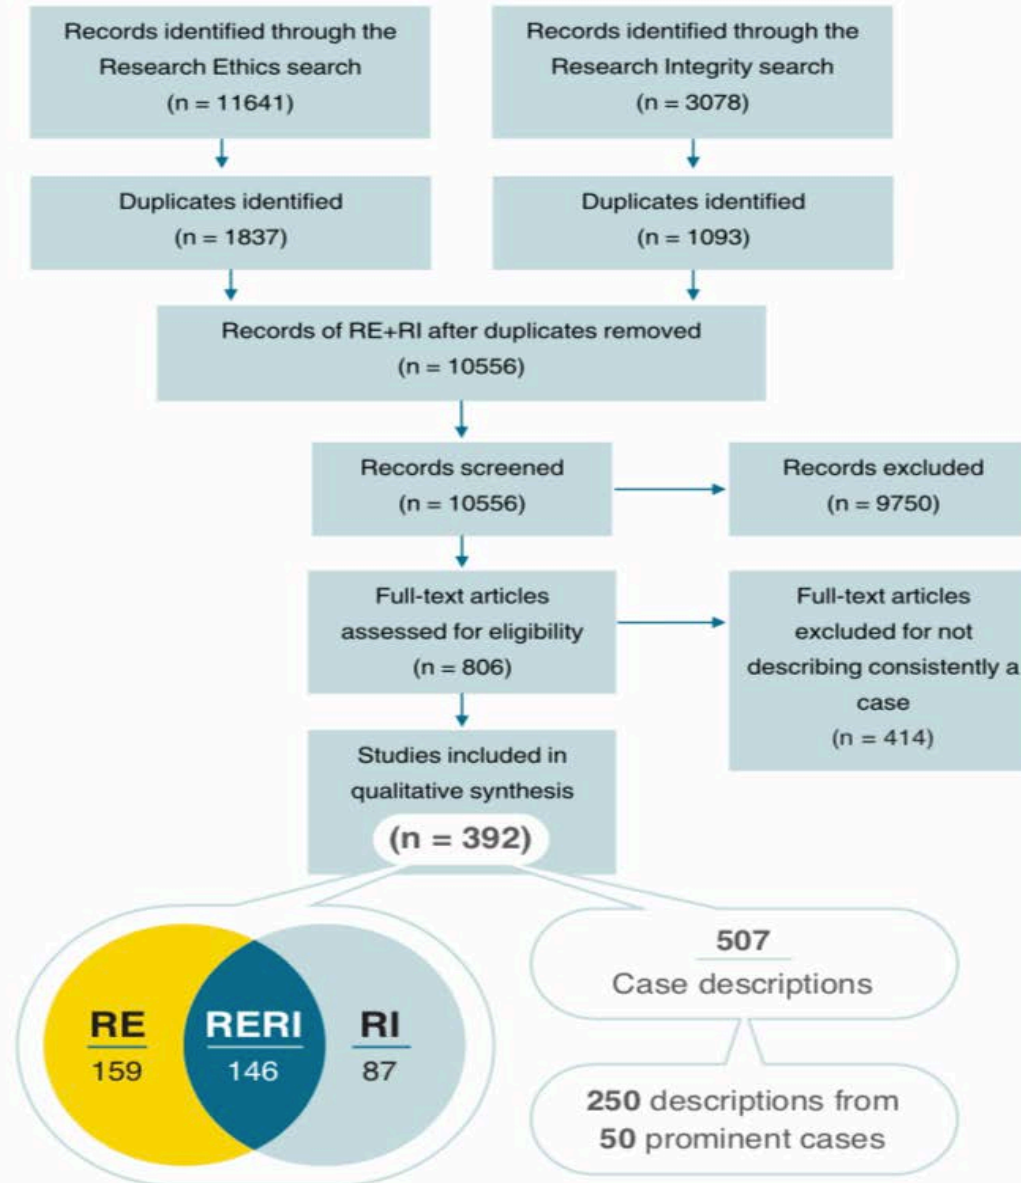 Records identified through the
Research Ethics search
(n = 11641)
Records identified through the
Research Integrity search
(n = 3078)
Duplicates identified
(n = 1837)
Duplicates identified
(n = 1093)
Records of RE+RI after duplicates removed
(n = 10556)
Records screened
(n = 10556)
Records excluded
(n = 9750)
Full-text articles
assessed for eligibility
(n = 806)
Full-text articles
excluded for not
describing consistently a
case
(n = 414)
Studies included in
qualitative synthesis
(n = 392)
RE
159
RERI
146
RI
87
507
Case descriptions
250 descriptions from
50 prominent cases